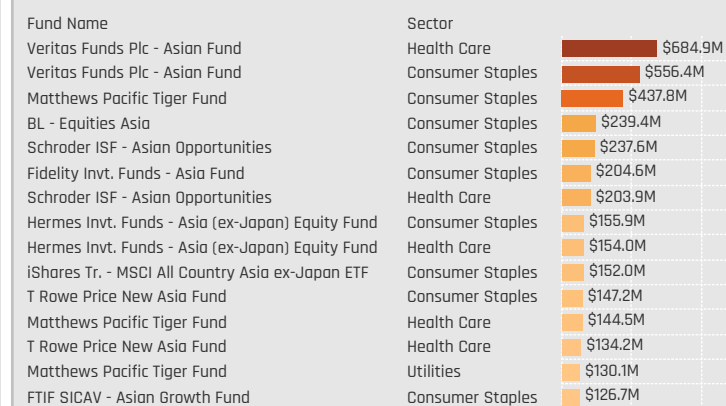 Fund Name Sector
Veritas Funds Plc - Asian Fund Health Care $684.9M
Veritas Funds Plc - Asian Fund Consumer Staples $556.4M
Matthews Pacific Tiger Fund Consumer Staples $437.8M
BL - Equities Asia Consumer Staples $239.4M
Schroder ISF - Asian Opportunities Consumer Staples $237.6M
Fidelity Invt. Funds - Asia Fund Consumer Staples $204.6M
Schroder ISF - Asian Opportunities Health Care $203.9M
Hermes Invt. Funds - Asia (ex-Japan) Equity Fund Consumer Staples $155.9M
Hermes Invt. Funds - Asia (ex-Japan) Equity Fund Health Care $154.0M
iShares Tr. - MSCI All Country Asia ex-Japan ETF Consumer Staples $152.0M
T Rowe Price New Asia Fund Consumer Staples $147.2M
Matthews Pacific Tiger Fund Health Care $144.5M
T Rowe Price New Asia Fund Health Care $134.2M
Matthews Pacific Tiger Fund Utilities $130.1M
FTIF SICAV - Asian Growth Fund Consumer Staples $126.7M